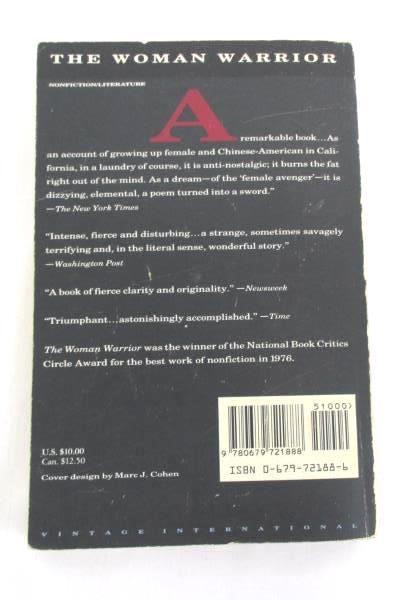 THE WOMAN WARRIOR
NONFICTION/LITERATURE
A remarkable book...As
an account of growing up female and Chinese-American in Cali-
fornia, in a laundry of course, it is anti-nostalgic; it burns the fat
right out of the mind. As a dream—of the 'female avenger'—it is
dizzying, elemental, a poem turned into a sword."
—The New York Times
"Intense, fierce and disturbing...a strange, sometimes savagely
terrifying and, in the literal sense, wonderful story."
—Washington Post
"A book of fierce clarity and originality." —Newsweek
"Triumphant...astonishingly accomplished." —Time
The Woman Warrior was the winner of the National Book Critics
Circle Award for the best work of nonfiction in 1976.
51000
9 780679 721888
ISBN 0-679-72188-6
U.S. $10.00
Can. $12.50
Cover design by Marc J. Cohen
VINTAGE INTERNATIONAL